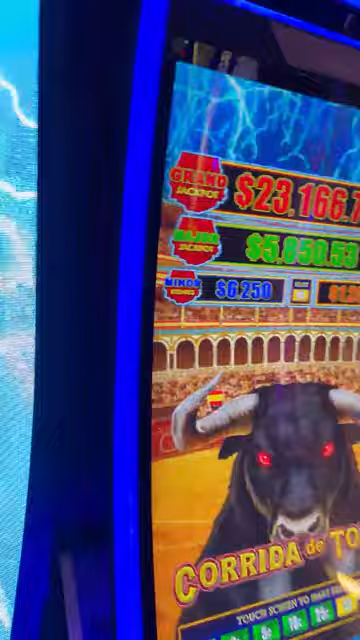 GRAND
JACKPOT
$23,166.7
MAJOR
JACKPOT
$5,850.53
MINOR
$6,250
CORRIDA de TO
TOUCH SCREEN TO